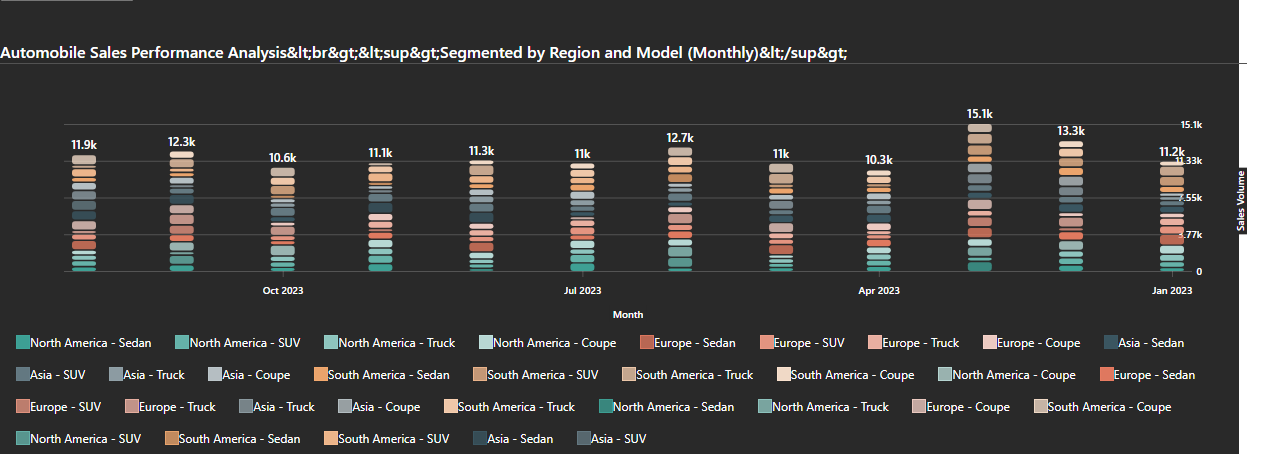 Automobile Sales Performance Analysis&lt;br&gt;&lt;sup&gt;Segmented by Region and Model (Monthly)&lt;/sup&gt;
15.1k
12.7k
13.3k
11.9k
12.3k
10.6k
11.1k
11.3k
11k
11k
10.3k
11.2k
15.1k
11.33k
7.55k
3.77k
0
Sales Volume
Oct 2023
Jul 2023
Apr 2023
Jan 2023
Month
North America - Sedan
North America - SUV
North America - Truck
North America - Coupe
Europe - Sedan
Europe - SUV
Europe - Truck
Europe - Coupe
Asia - Sedan
Asia - SUV
Asia - Truck
Asia - Coupe
South America - Sedan
South America - SUV
South America - Truck
South America - Coupe
North America - Coupe
Europe - Sedan
Europe - SUV
Europe - Truck
Asia - Truck
Asia - Coupe
South America - Truck
North America - Sedan
North America - Truck
Europe - Coupe
South America - Coupe
North America - SUV
South America - Sedan
South America - SUV
Asia - Sedan
Asia - SUV